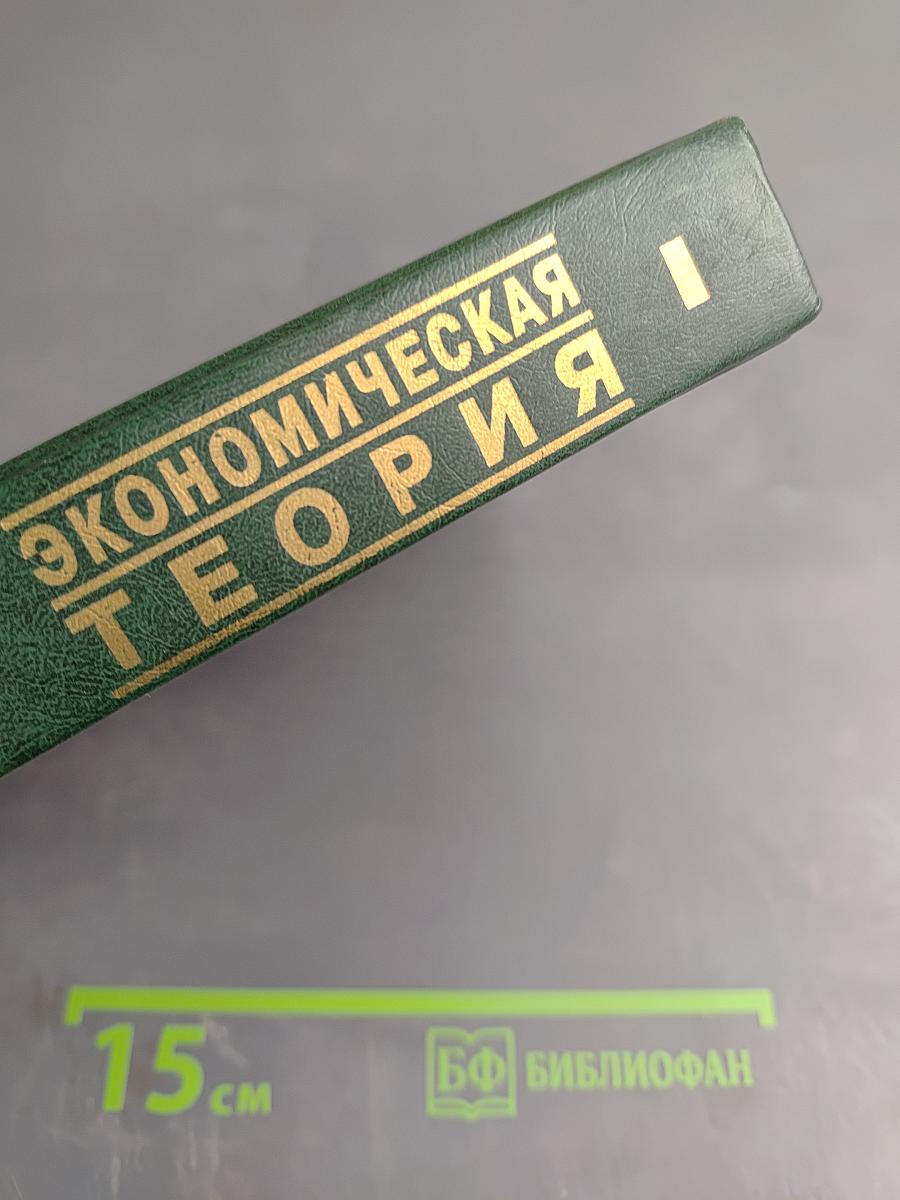 ЭКОНОМИЧЕСКАЯ
ТЕОРИЯ
I
15 см
БФ БИБЛИОФАН